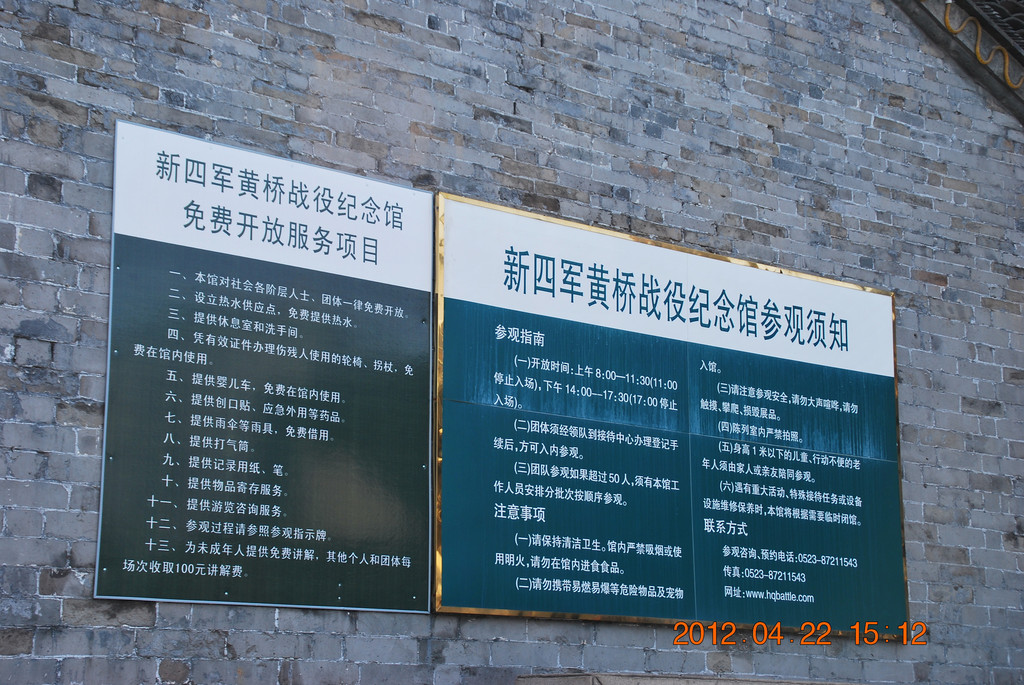 新四军黄桥战役纪念馆
免费开放服务项目
一、本馆对社会各阶层人士、团体一律免费开放。
二、设立热水供应点，免费提供热水。
三、提供休息室和洗手间。
四、凭有效证件办理伤残人使用的轮椅，拐杖，免
费在馆内使用。
五、提供婴儿车，免费在馆内使用。
六、提供创口贴、应急外用等药品。
七、提供雨伞等雨具，免费借用。
八、提供打气筒。
九、提供记录用纸、笔。
十、提供物品寄存服务。
十一、提供游览咨询服务。
十二、参观过程请参照参观指示牌。
十三、为未成年人提供免费讲解，其他个人和团体每
场次收取100元讲解费。
新四军黄桥战役纪念馆参观须知
参观指南
(一)开放时间:上午8:00—11:30(11:00
停止入场),下午14:00—17:30(17:00停止
入场)。
(二)团体须经领队到接待中心办理登记手
续后,方可入内参观。
(三)团队参观如果超过50人,须有本馆工
作人员安排分批次按顺序参观。
注意事项
(一)请保持清洁卫生。馆内严禁吸烟或使
用明火,请勿在馆内进食食品。
(二)请勿携带易燃易爆等危险物品及宠物
入馆。
(三)请注意参观安全,请勿大声喧哗,请勿
触摸、攀爬、损毁展品。
(四)陈列室内严禁拍照。
(五)身高1米以下的儿童、行动不便的老
年人须由家人或亲友陪同参观。
(六)遇有重大活动、特殊接待任务或设备
设施维修保养时,本馆将根据需要临时闭馆。
联系方式
参观咨询、预约电话:0523-87211543
传真:0523-87211543
网址:www.hqbattle.com
2012.04.22 15:12